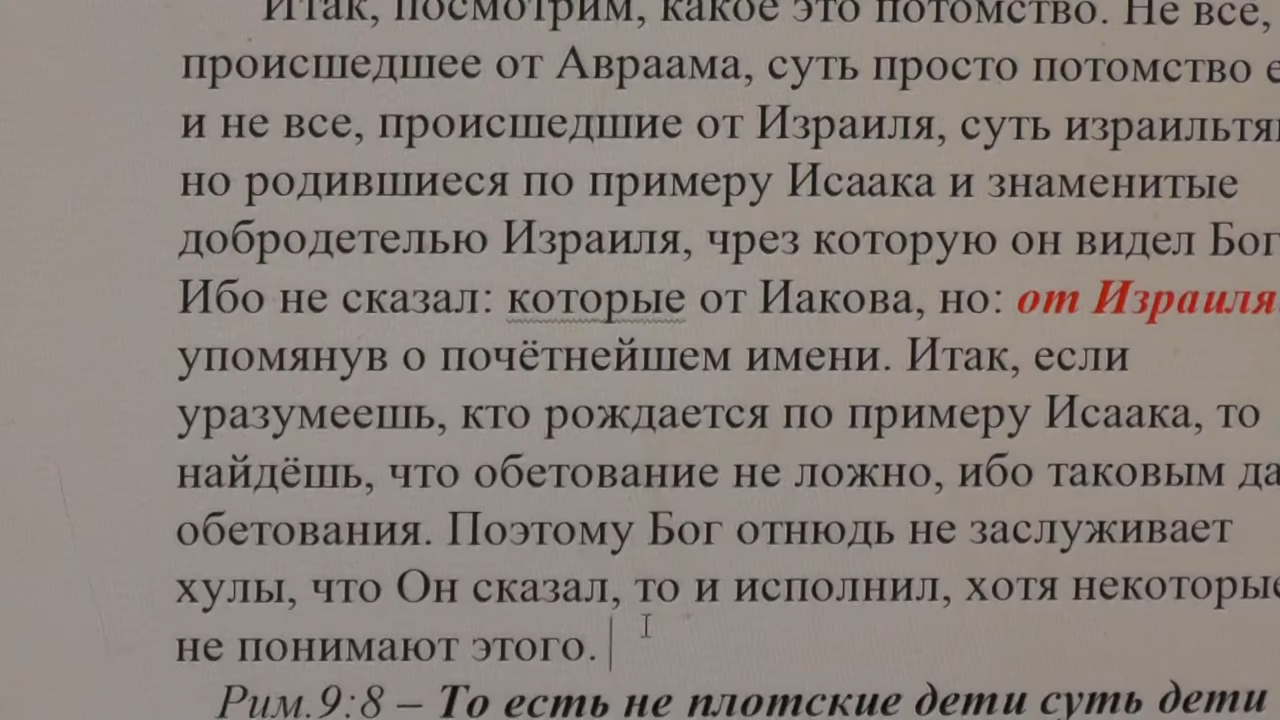 Итак, посмотрим, какое это потомство. Не все,
происшедшее от Авраама, суть просто потомство
и не все, происшедшие от Израиля, суть
но родившиеся по примеру Исаака и знаменитые
добродетелью Израиля, чрез которую он видел
Ибо не сказал: которые от Иакова, но: от Израиля
упомянув о почётнейшем имени. Итак, если
уразумеешь, кто рождается по примеру Исаака, то
найдёшь, что обетование не ложно, ибо таковым
обетования. Поэтому Бог отнюдь не заслуживает
хулы, что Он сказал, то и исполнил, хотя некоторые
не понимают этого.
Рим.9:8 – То есть не плотские дети суть дети